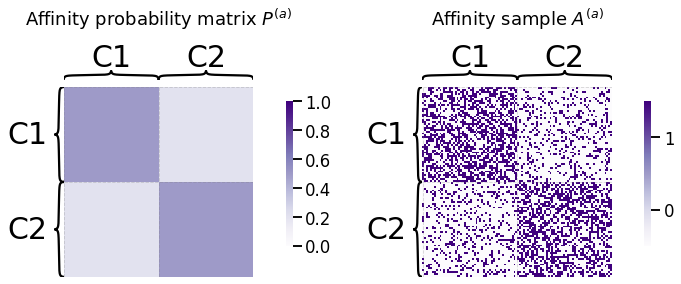 Affinity probability matrix P^(a)
C1 C2
C1
C2
1.0
0.8
0.6
0.4
0.2
0.0
Affinity sample A^(a)
C1 C2
C1
C2
1
0